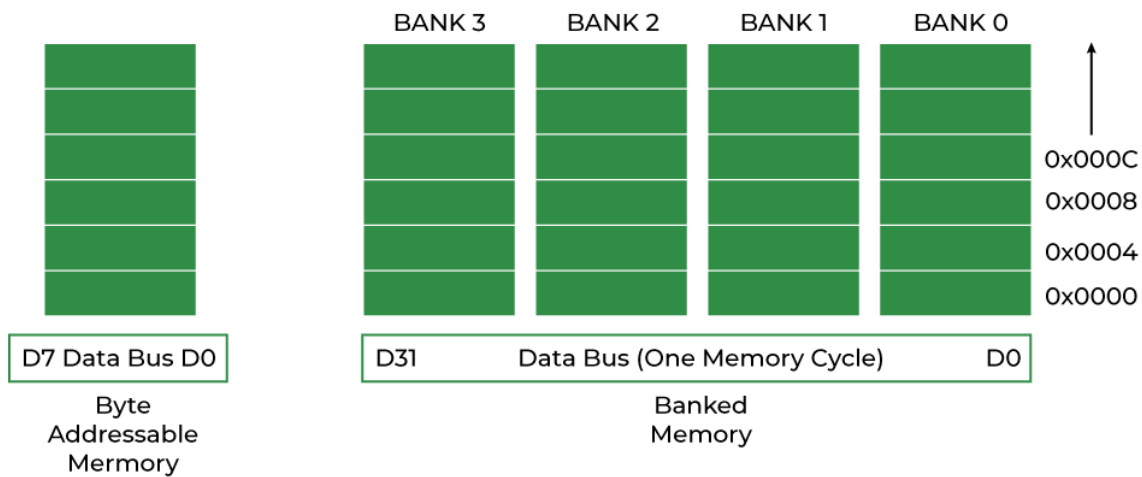 BANK 3 BANK 2 BANK 1 BANK 0
0x000C
0x0008
0x0004
0x0000
D7 Data Bus D0
D31 Data Bus (One Memory Cycle) D0
Byte
Addressable
Mermory
Banked
Memory